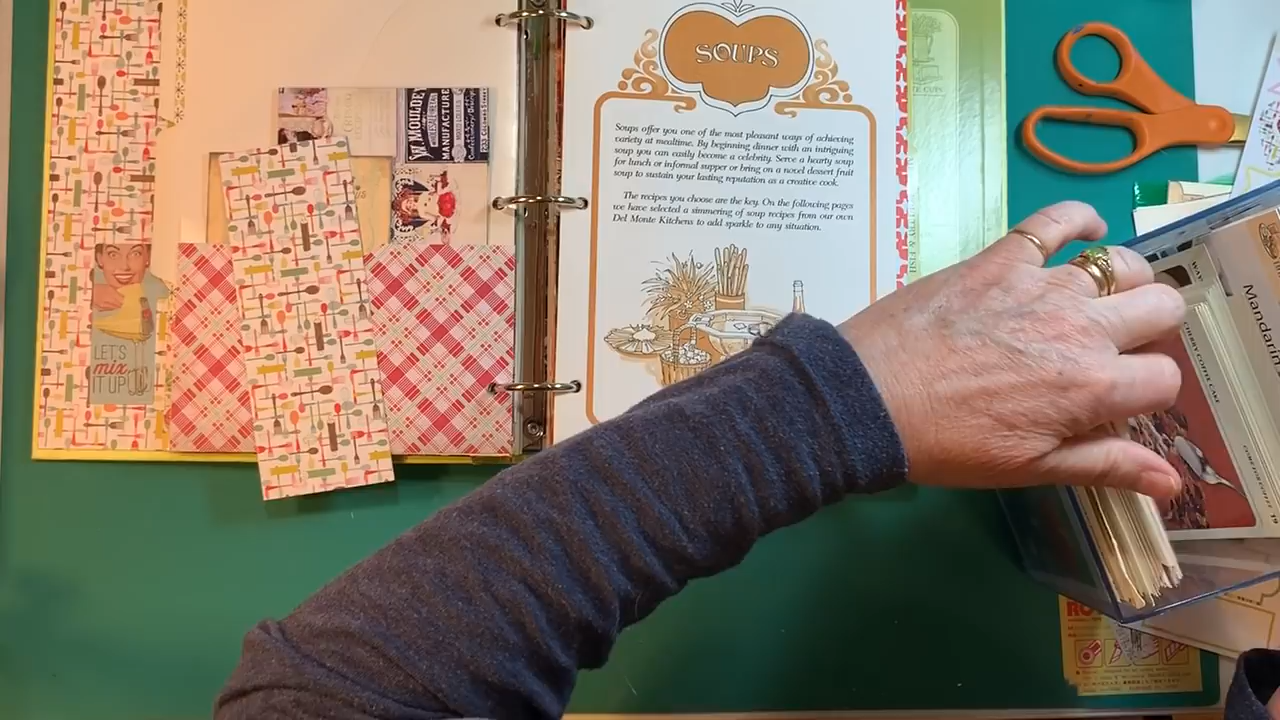 SOUPS
Soups offer you one of the most pleasant ways of achieving
variety at mealtime. By beginning dinner with an intriguing
soup you can easily become a celebrity. Serve a hearty soup
for lunch or informal supper or bring on a novel dessert fruit
soup to sustain your lasting reputation as a creative cook.
The recipes you choose are the key. On the following pages
we have selected a simmering of soup recipes from our own
Del Monte Kitchens to add sparkle to any situation.
LET'S
mix
IT UP
MANUFACTURE
& FISH
CHERRY COFFEE CAKE
Mandarin